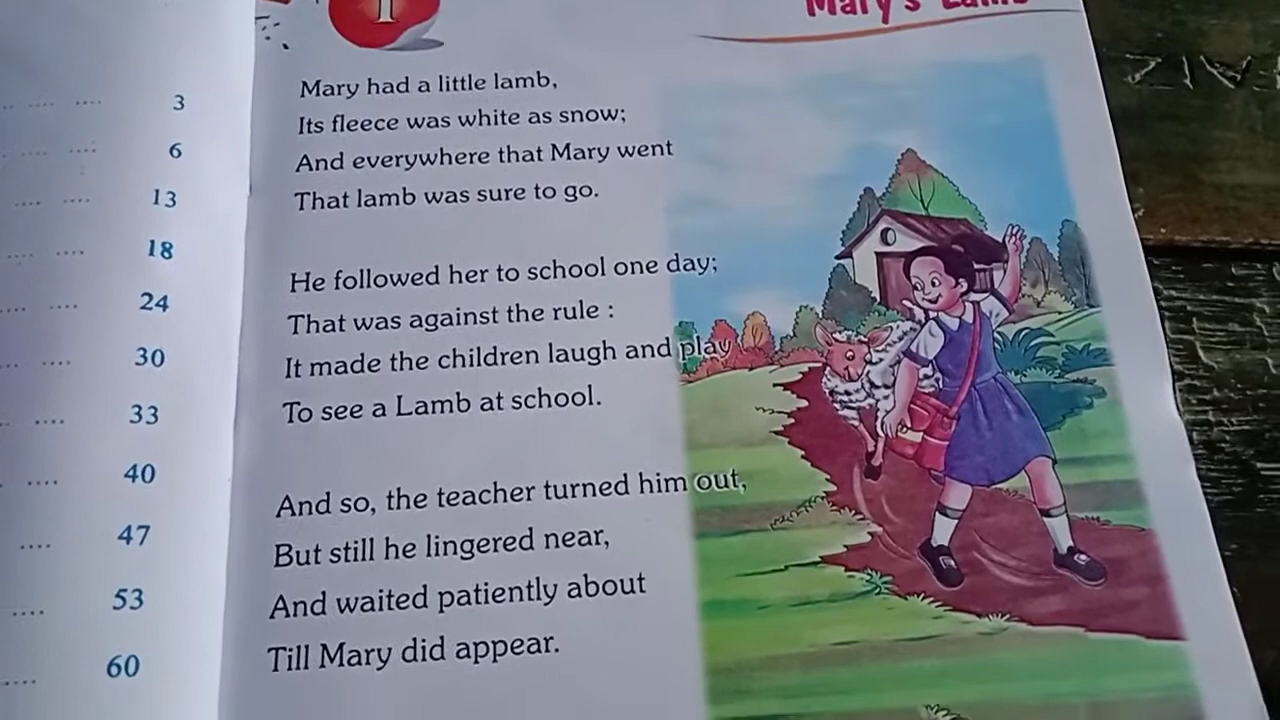 3
6
13
18
24
30
33
40
47
53
60
1
Mary's Lamb
Mary had a little lamb,
Its fleece was white as snow;
And everywhere that Mary went
That lamb was sure to go.
He followed her to school one day;
That was against the rule :
It made the children laugh and play
To see a Lamb at school.
And so, the teacher turned him out,
But still he lingered near,
And waited patiently about
Till Mary did appear.